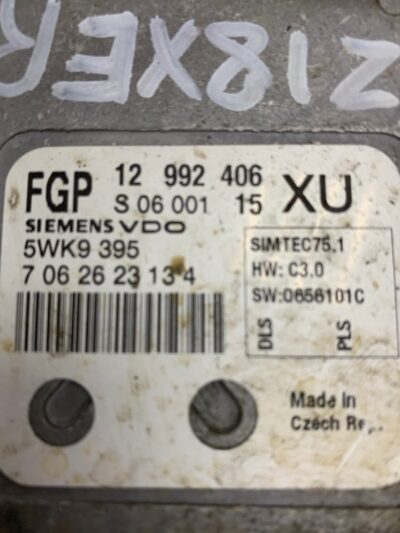 Z18XER
FGP 12 992 406 XU
S 06 001 15
SIEMENS VDO
5WK9 395
7 06 26 23 13 4
SIMTEC75.1
HW: C3.0
SW:0656101C
DLS PLS
Made in
Czech Rep.